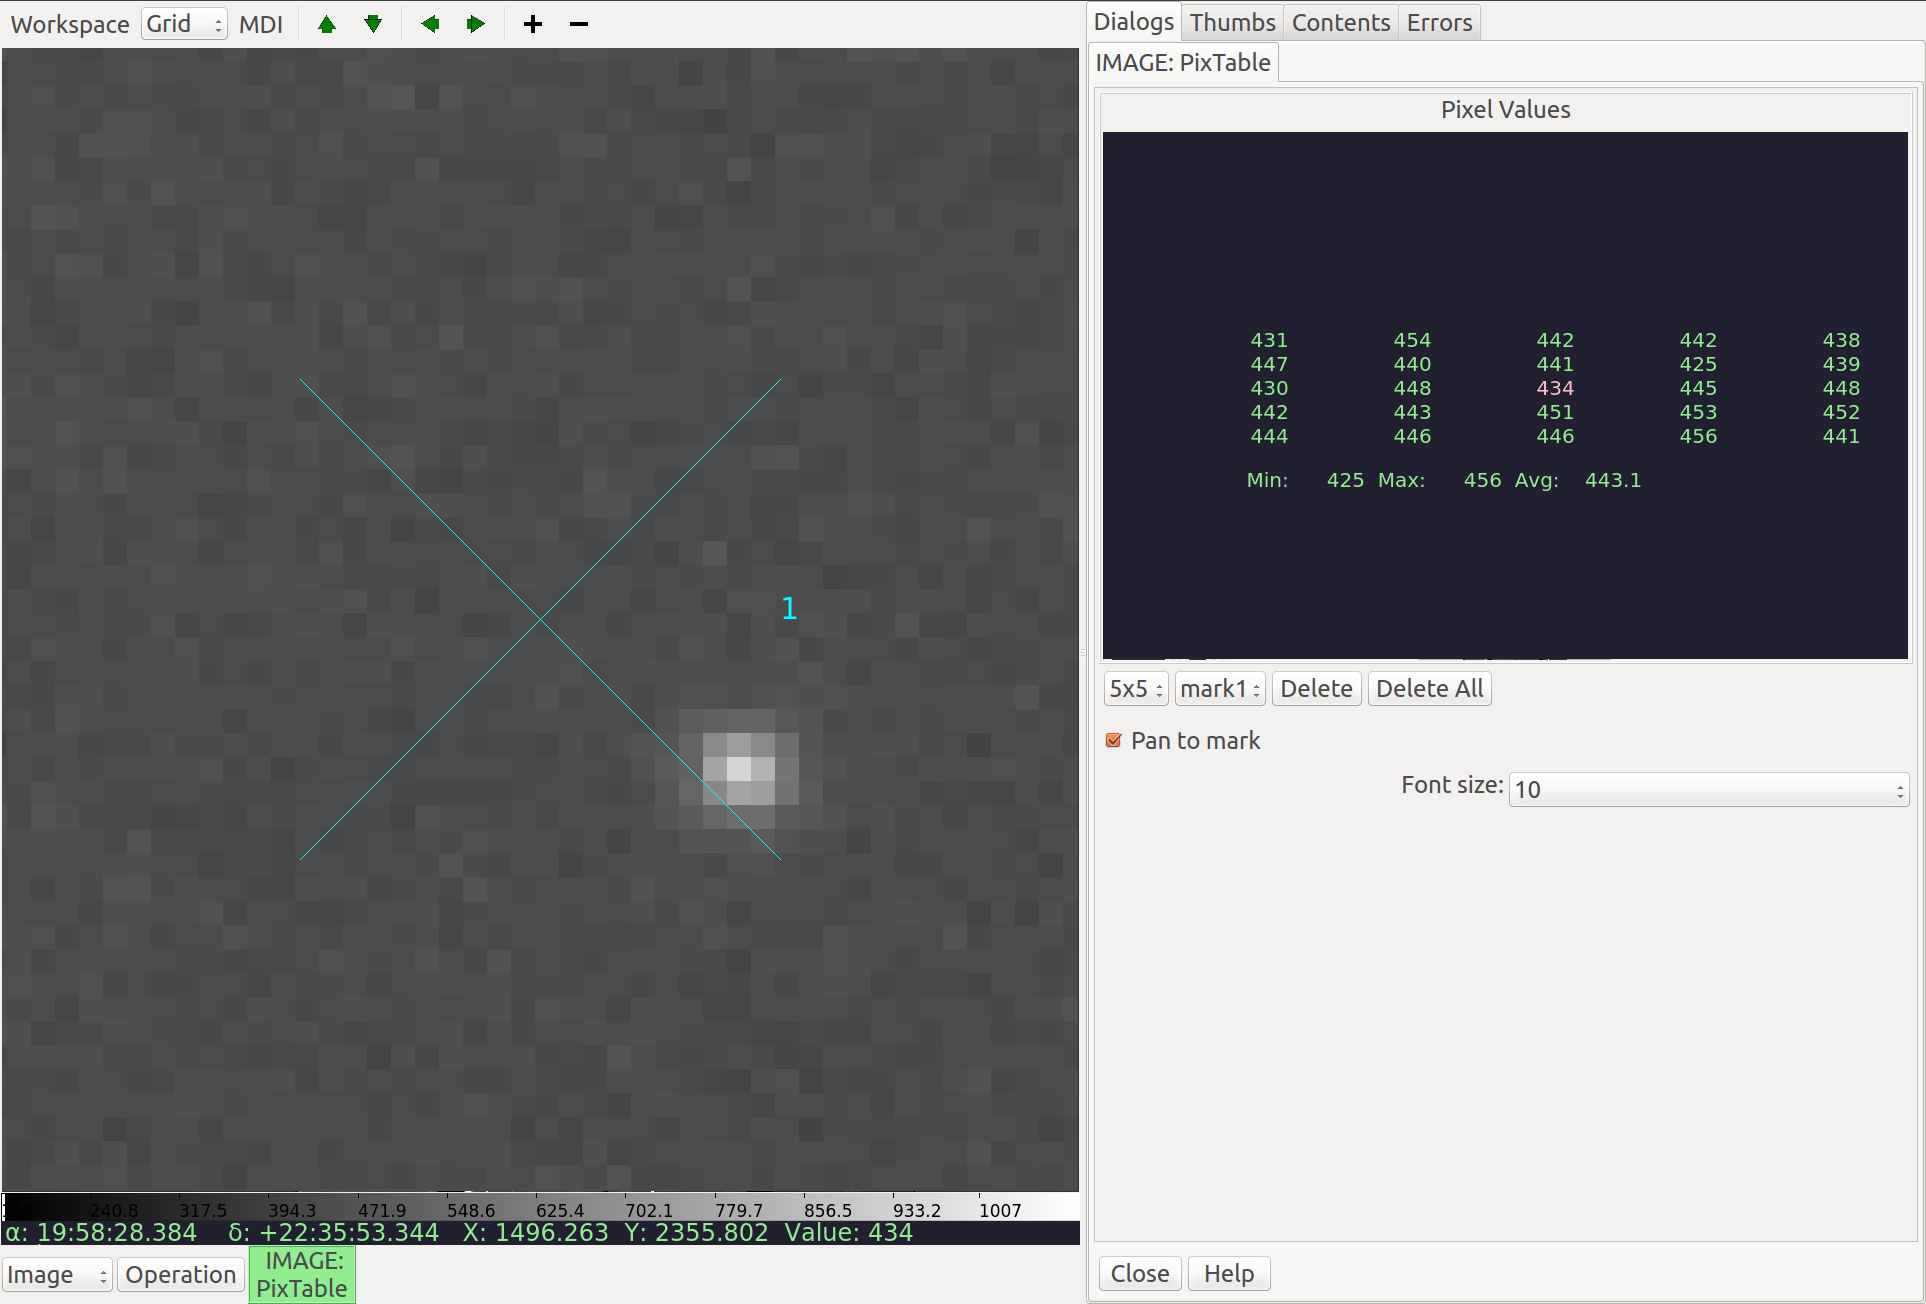 Workspace Grid MDI
Dialogs Thumbs Contents Errors
IMAGE: PixTable
Pixel Values
431 454 442 442 438
447 440 441 425 439
430 448 434 445 448
442 443 451 453 452
444 446 446 456 441
Min: 425 Max: 456 Avg: 443.1
1
5x5 mark1 Delete Delete All
Pan to mark
Font size: 10
240.8 317.5 394.3 471.9 548.6 625.4 702.1 779.7 856.5 933.2 1007
α: 19:58:28.384 δ: +22:35:53.344 X: 1496.263 Y: 2355.802 Value: 434
Image Operation IMAGE: PixTable
Close Help